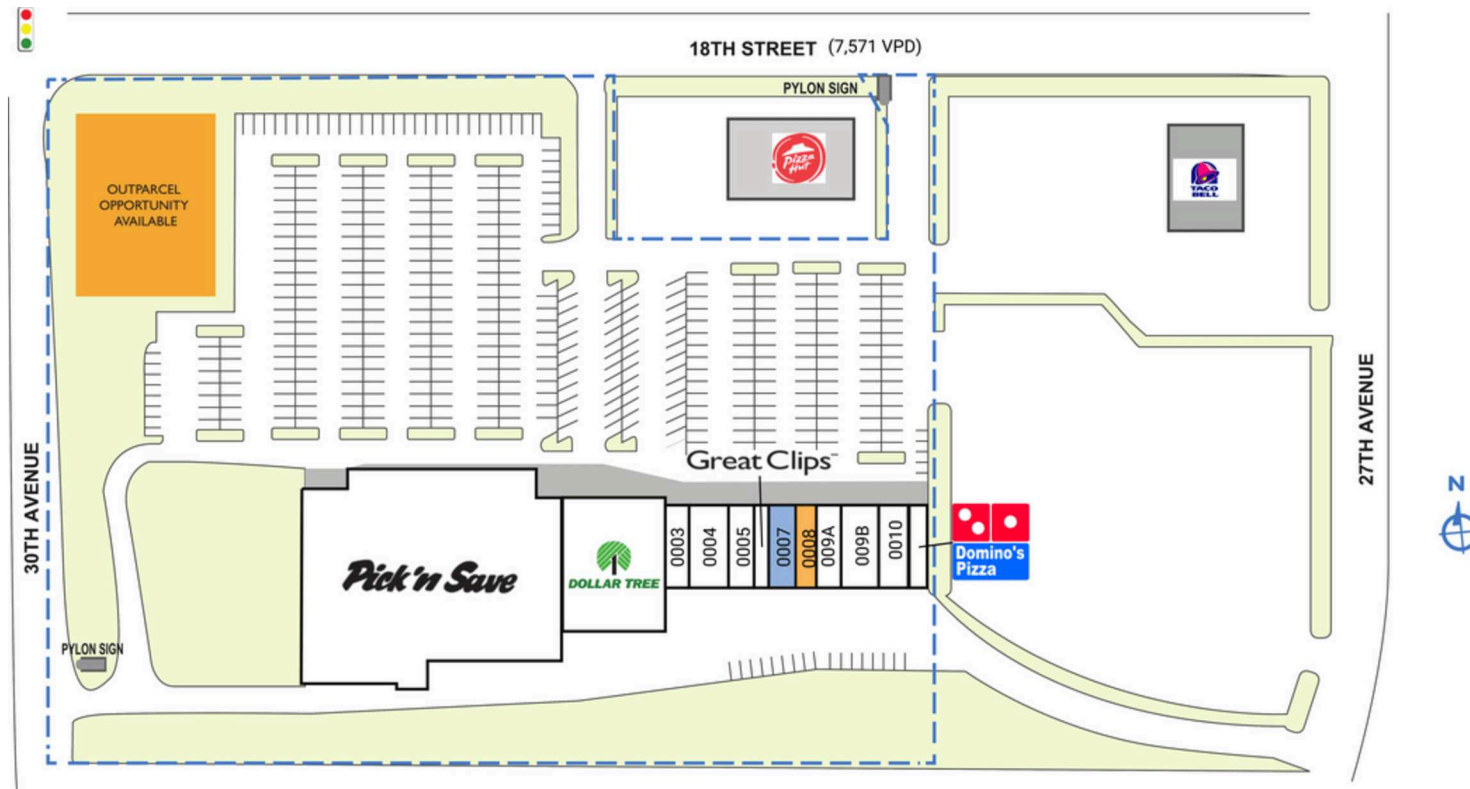 18TH STREET (7,571 VPD)
PYLON SIGN
Pizza
Hut
TACO
BELL
OUTPARCEL
OPPORTUNITY
AVAILABLE
30TH AVENUE
27TH AVENUE
N
Great Clips
Pick'n Save
DOLLAR TREE
0003
0004
0005
0007
0008
009A
009B
0010
Domino's
Pizza
PYLON SIGN